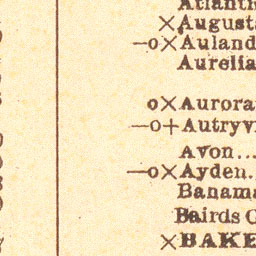 Atlanti
×Augusta
—o×Auland
Aurelia
o×Aurora
—o+Autryv
Avon...
—o×Ayden.
Banama
Bairds C
×BAKE